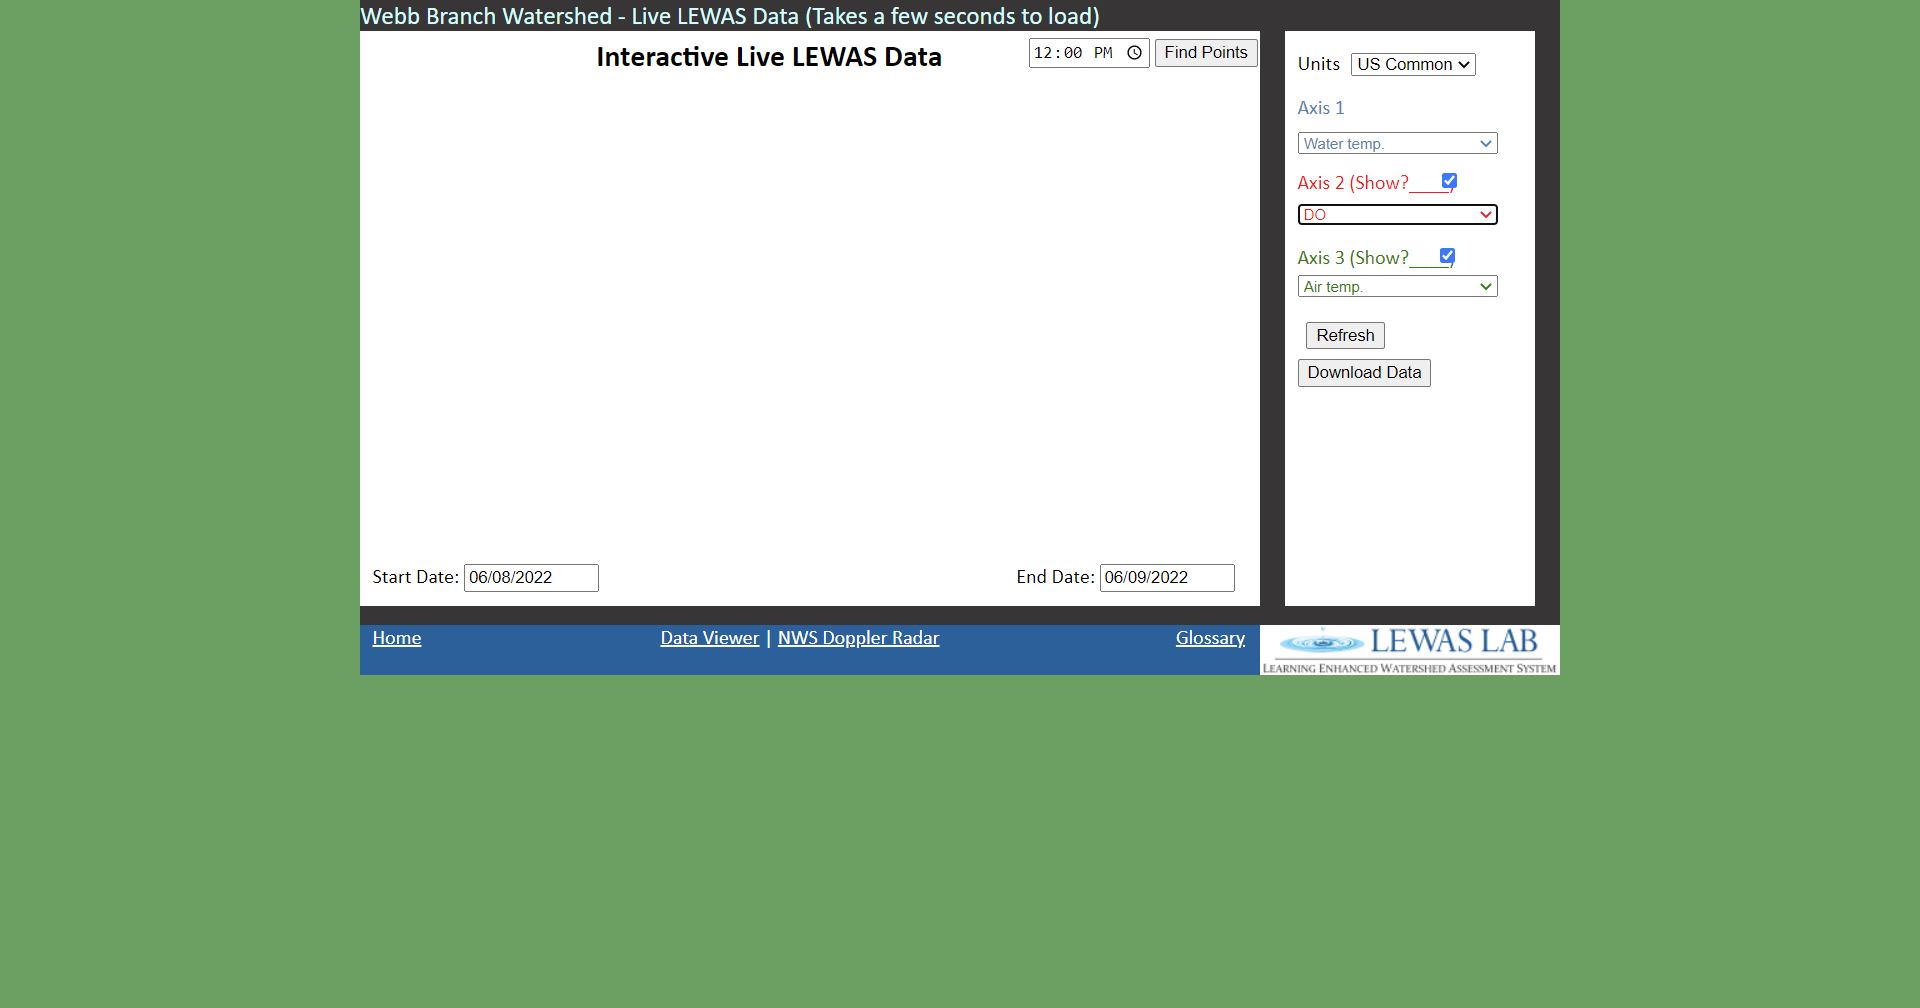 Webb Branch Watershed - Live LEWAS Data (Takes a few seconds to load)
Interactive Live LEWAS Data
12:00 PM
Find Points
Units US Common
Axis 1
Water temp.
Axis 2 (Show?____)
DO
Axis 3 (Show?____)
Air temp.
Refresh
Download Data
Start Date: 06/08/2022
End Date: 06/09/2022
Home
Data Viewer | NWS Doppler Radar
Glossary
LEWAS LAB
LEARNING ENHANCED WATERSHED ASSESSMENT SYSTEM